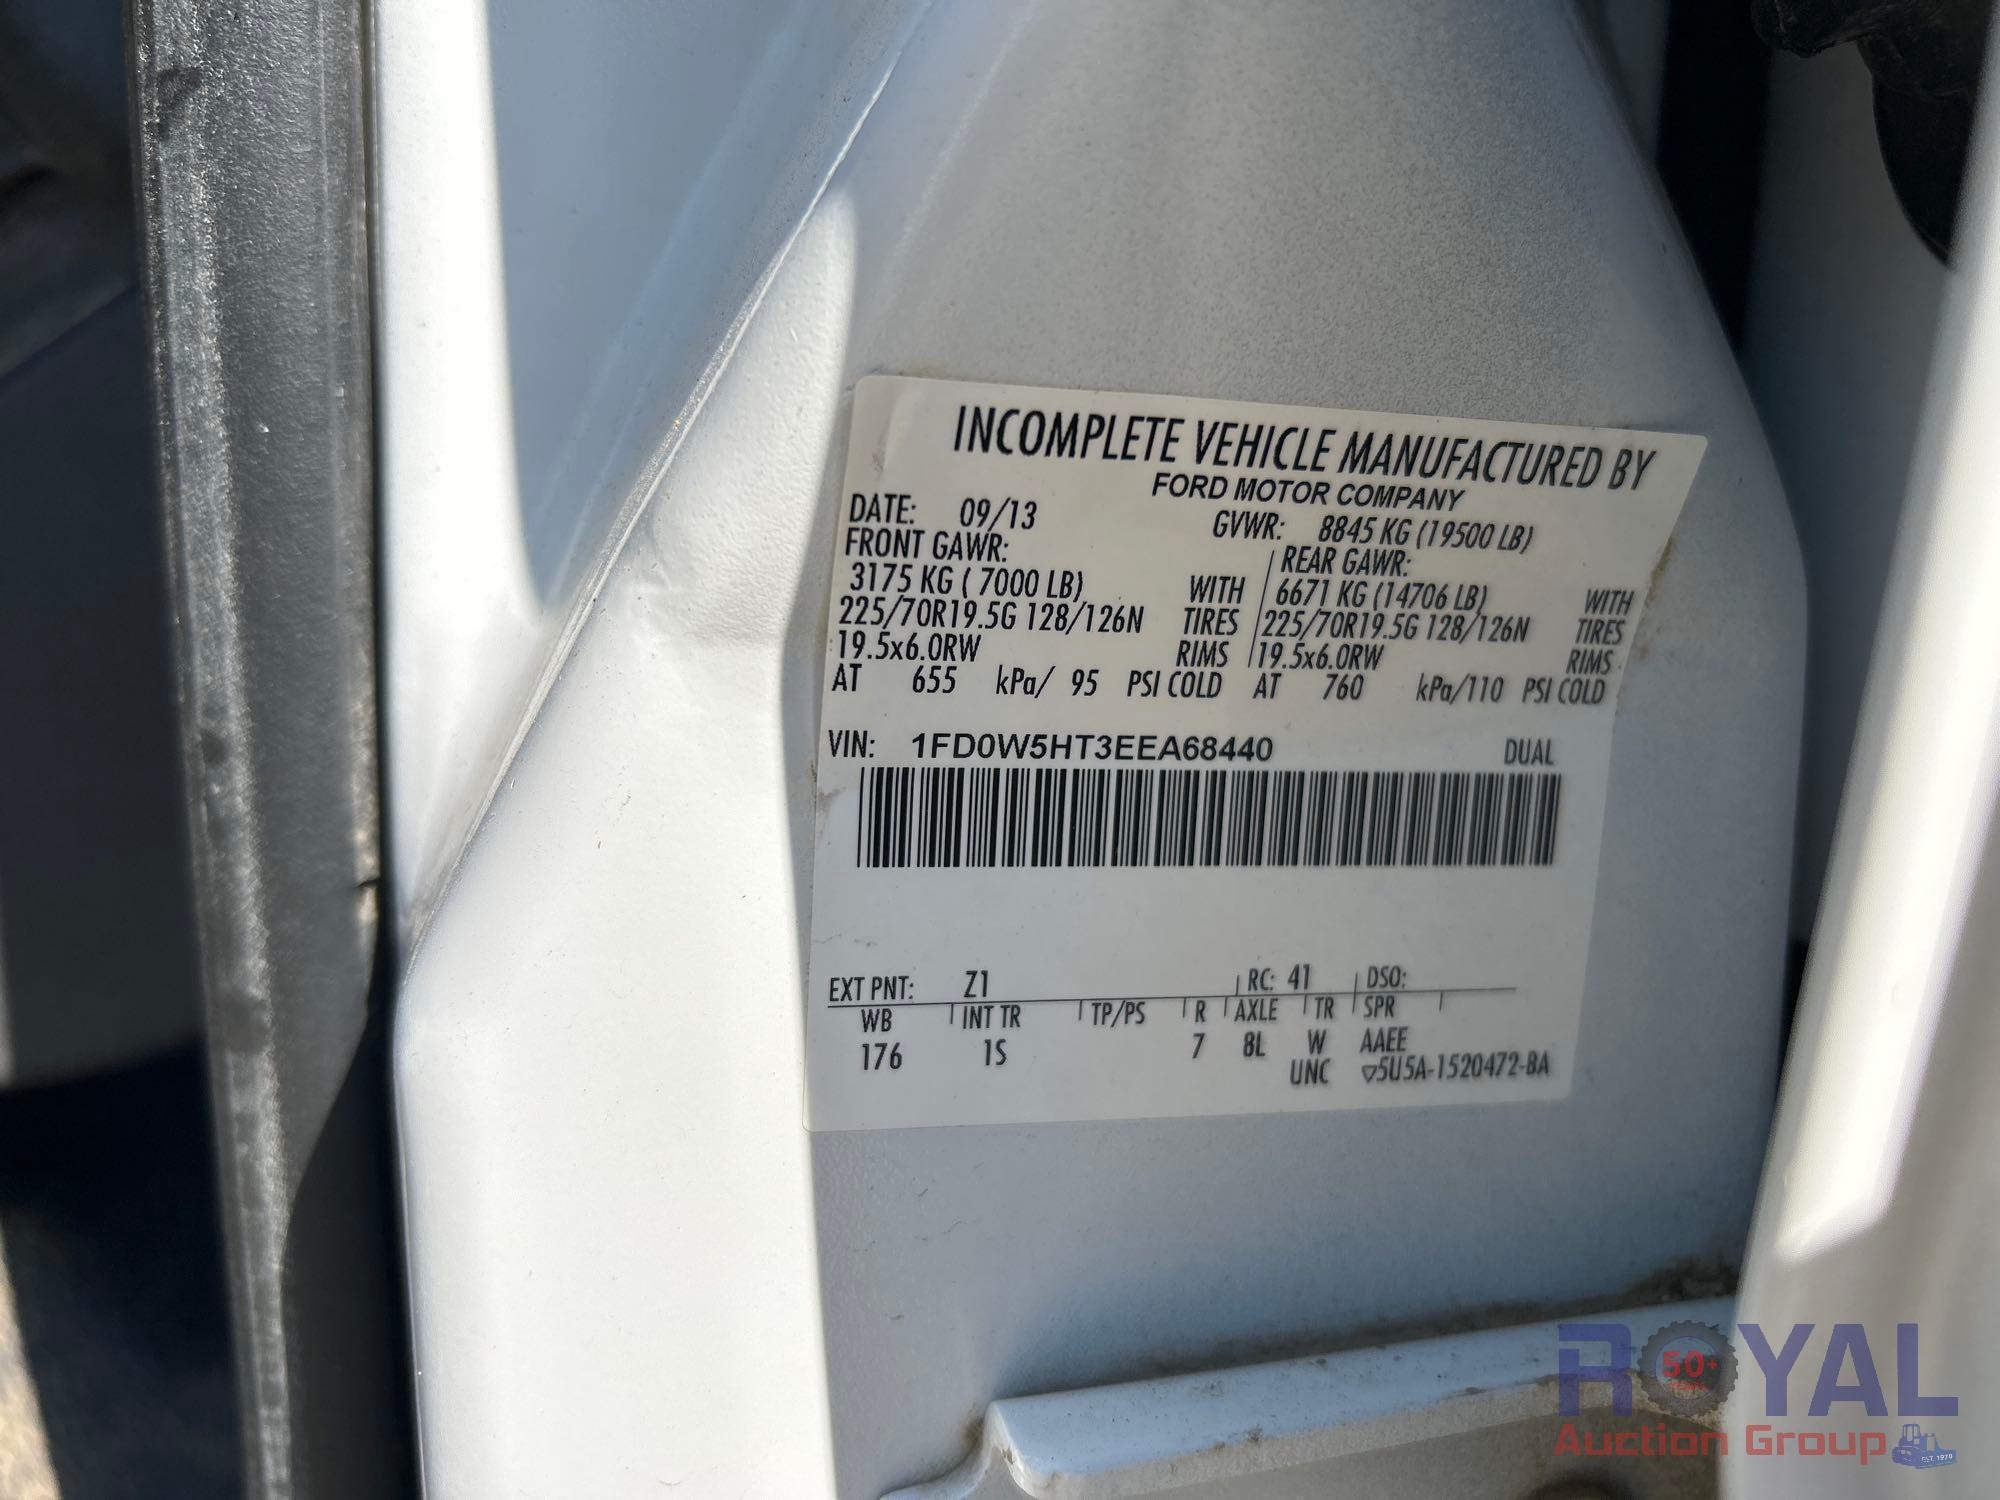 INCOMPLETE VEHICLE MANUFACTURED BY
FORD MOTOR COMPANY
DATE: 09/13 GVWR: 8845 KG (19500 LB)
FRONT GAWR: REAR GAWR:
3175 KG ( 7000 LB) WITH 6671 KG (14706 LB) WITH
225/70R19.5G 128/126N TIRES 225/70R19.5G 128/126N TIRES
19.5x6.0RW RIMS 19.5x6.0RW RIMS
AT 655 kPa/ 95 PSI COLD AT 760 kPa/110 PSI COLD
VIN: 1FD0W5HT3EEA68440 DUAL
EXT PNT: Z1 RC: 41 DSO:
WB INT TR TP/PS R AXLE TR SPR
176 1S 7 8L W AAEE
UNC ▽5U5A-1520472-BA
ROYAL
50+
Auction Group
EST. 1970